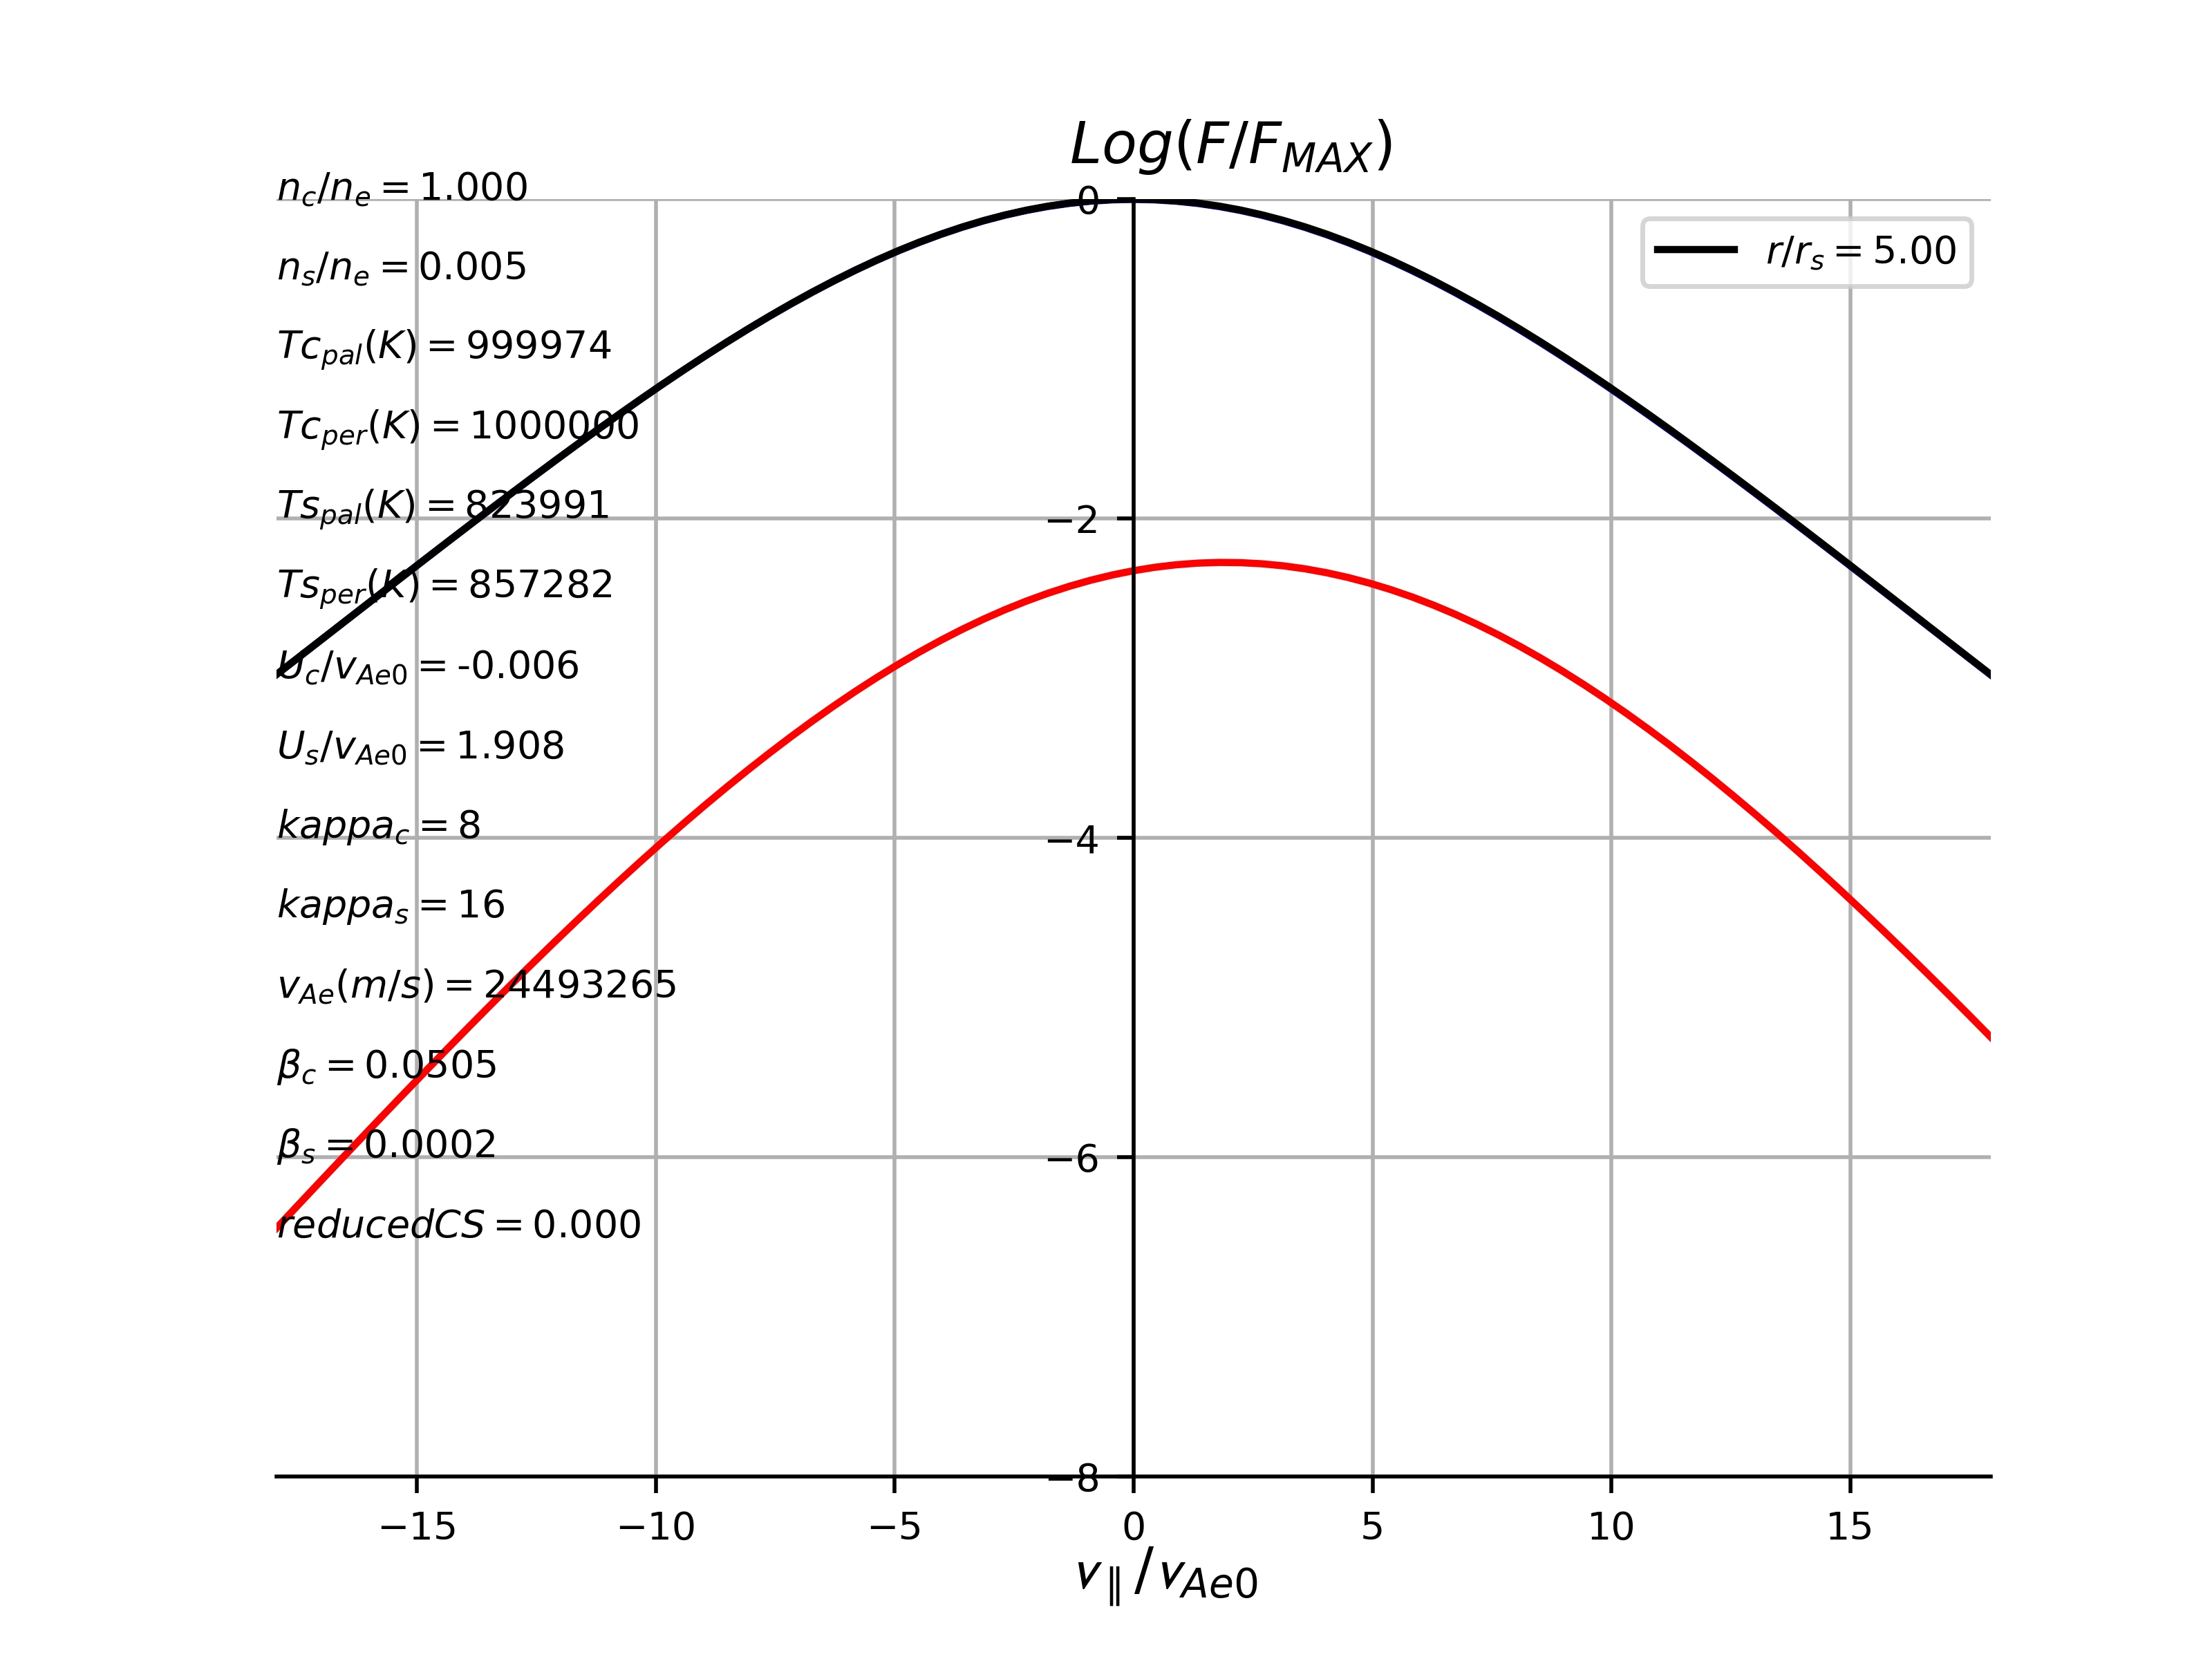 Log(F/F_MAX)
n_c/n_e = 1.000
n_s/n_e = 0.005
Tc_pal(K) = 999974
Tc_per(K) = 1000000
Ts_pal(K) = 823991
Ts_per(K) = 857282
U_c/v_Ae0 = -0.006
U_s/v_Ae0 = 1.908
kappa_c = 8
kappa_s = 16
v_Ae(m/s) = 24493265
β_c = 0.0505
β_s = 0.0002
reducedCS = 0.000
r/r_s = 5.00
0
−2
−4
−6
−8
−15 −10 −5 0 5 10 15
v_∥/v_Ae0